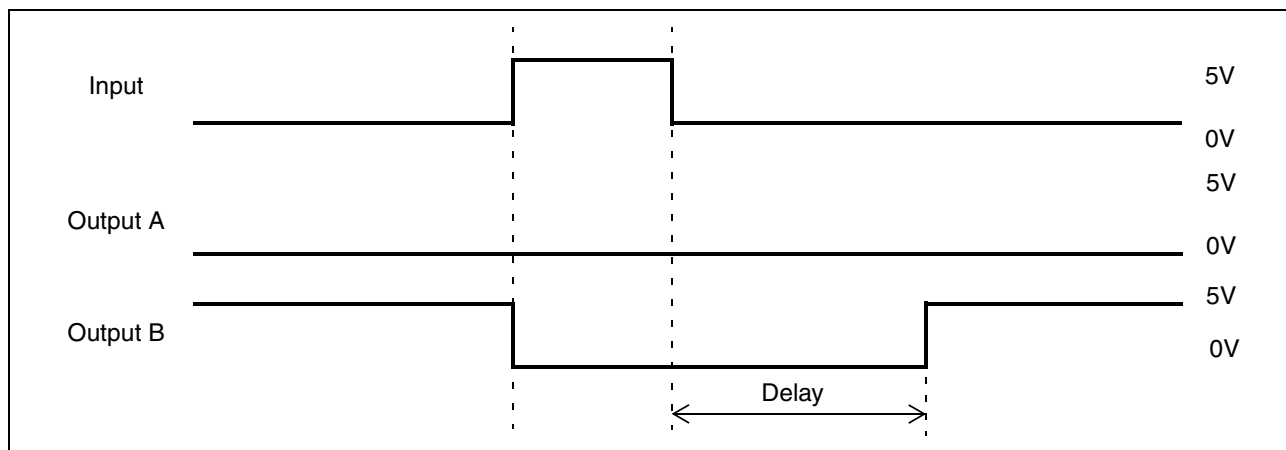 Input
5V
0V
5V
Output A
0V
5V
Output B
0V
Delay